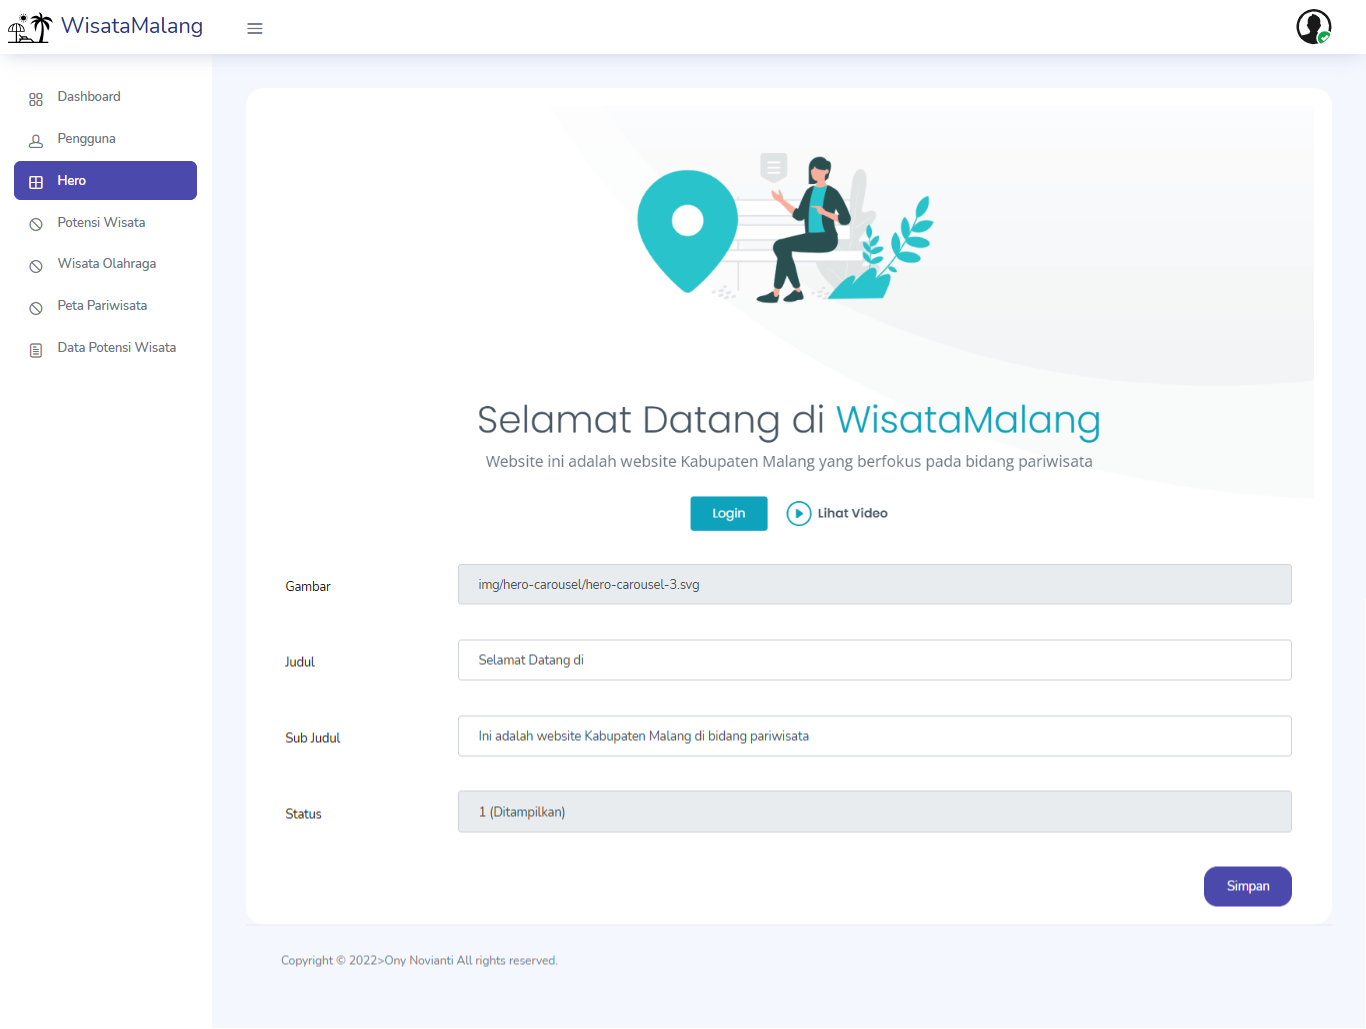 WisataMalang
Dashboard
Pengguna
Hero
Potensi Wisata
Wisata Olahraga
Peta Pariwisata
Data Potensi Wisata
Selamat Datang di WisataMalang
Website ini adalah website Kabupaten Malang yang berfokus pada bidang pariwisata
Login Lihat Video
Gambar img/hero-carousel/hero-carousel-3.svg
Judul Selamat Datang di
Sub Judul Ini adalah website Kabupaten Malang di bidang pariwisata
Status 1 (Ditampilkan)
Simpan
Copyright © 2022>Ony Novianti All rights reserved.